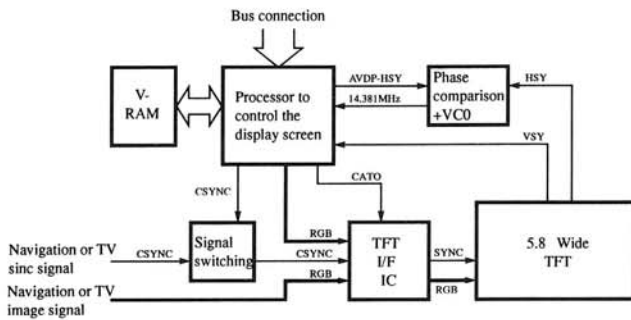 Bus connection
V-
RAM
Processor to
control the
display screen
AVDP-HSY
14,381MHz
Phase
comparison
+VC0
HSY
VSY
CSYNC
CATO
RGB
Navigation or TV
sinc signal
CSYNC
Signal
switching
CSYNC
RGB
TFT
I/F
IC
SYNC
RGB
5.8 Wide
TFT
Navigation or TV
image signal